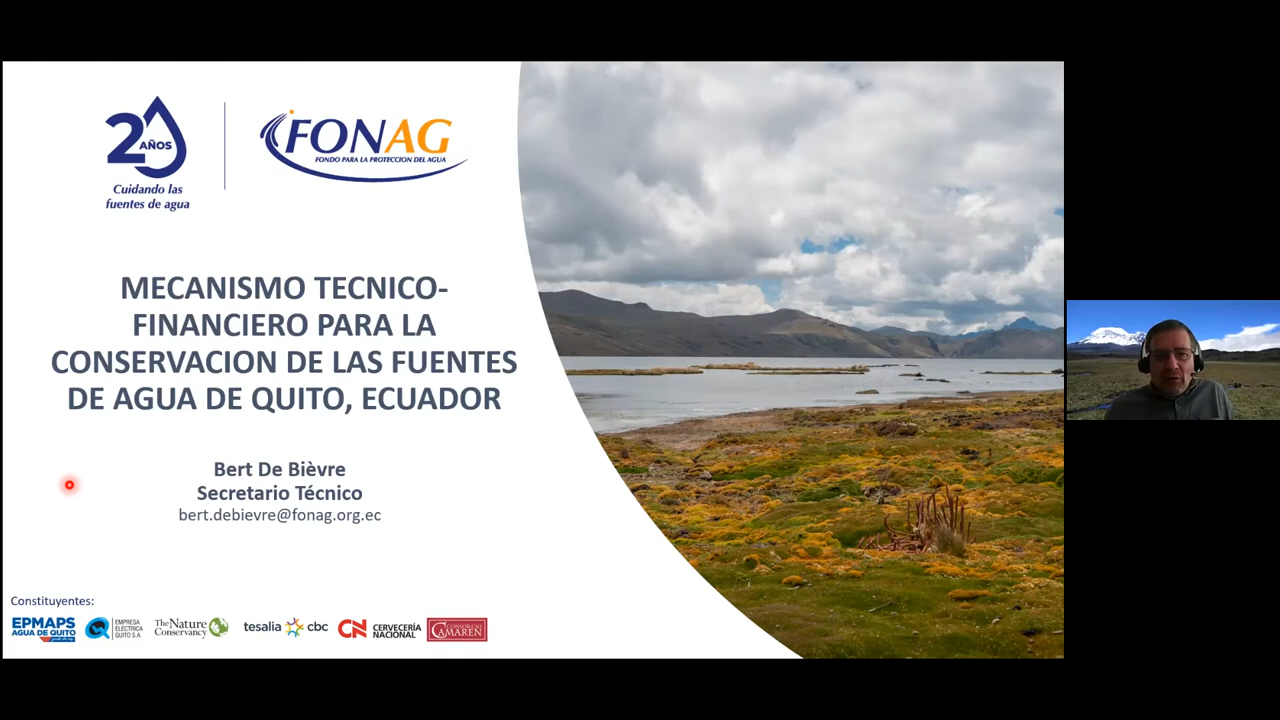 20
AÑOS
Cuidando las
fuentes de agua
FONAG
FONDO PARA LA PROTECCION DEL AGUA
MECANISMO TECNICO-
FINANCIERO PARA LA
CONSERVACION DE LAS FUENTES
DE AGUA DE QUITO, ECUADOR
Bert De Bièvre
Secretario Técnico
bert.debievre@fonag.org.ec
Constituyentes:
EPMAPS
AGUA DE QUITO
EMPRESA
ELÉCTRICA
QUITO S.A.
The Nature
Conservancy
tesalia cbc
CN CERVECERÍA
NACIONAL
CONSORCIO
CAMAREN